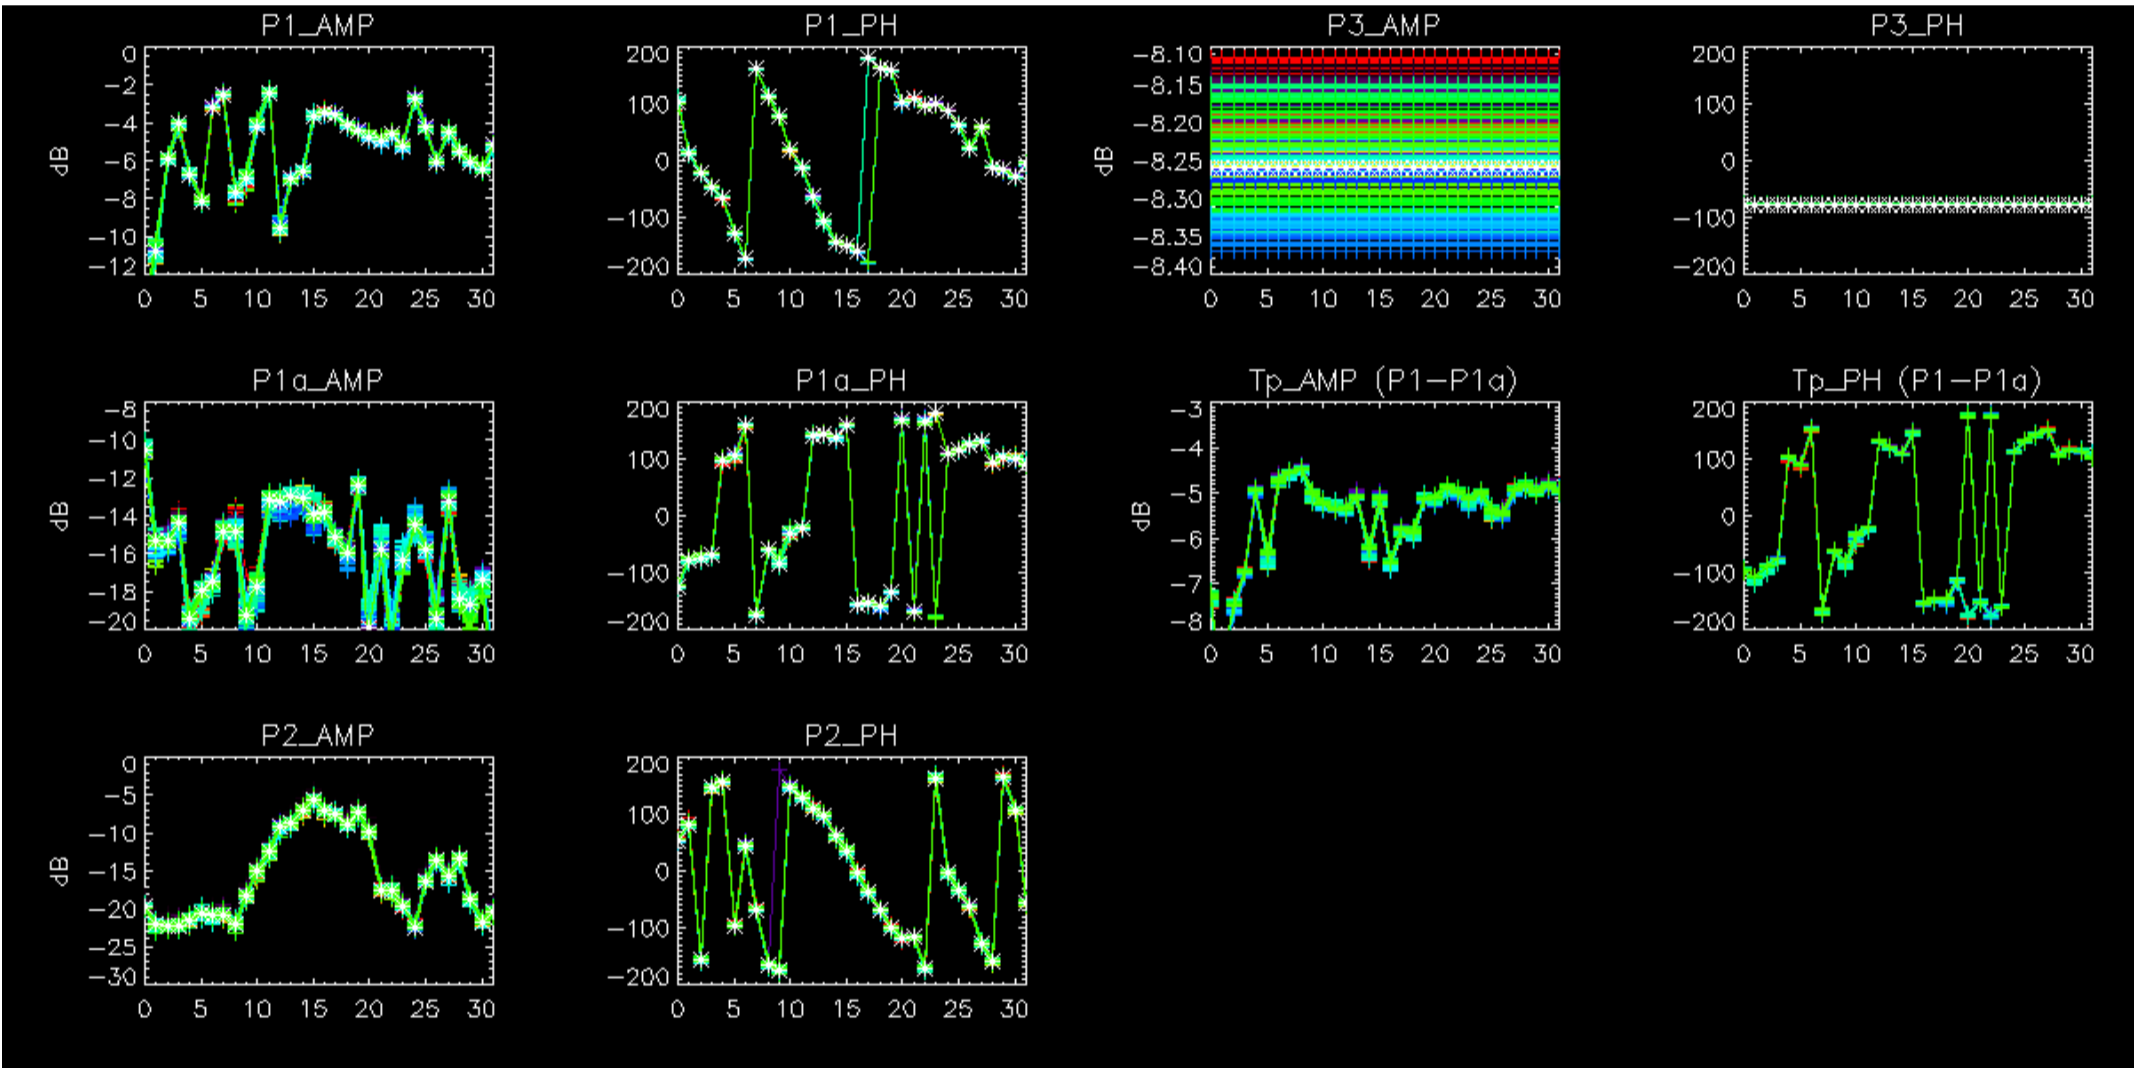 P1_AMP
0
−2
−4
−6
−8
−10
−12
dB
0 5 10 15 20 25 30
P1_PH
200
100
0
−100
−200
0 5 10 15 20 25 30
P3_AMP
−8.10
−8.15
−8.20
−8.25
−8.30
−8.35
−8.40
dB
0 5 10 15 20 25 30
P3_PH
200
100
0
−100
−200
0 5 10 15 20 25 30
P1a_AMP
−8
−10
−12
−14
−16
−18
−20
dB
0 5 10 15 20 25 30
P1a_PH
200
100
0
−100
−200
0 5 10 15 20 25 30
Tp_AMP (P1−P1a)
−3
−4
−5
−6
−7
−8
dB
0 5 10 15 20 25 30
Tp_PH (P1−P1a)
200
100
0
−100
−200
0 5 10 15 20 25 30
P2_AMP
0
−5
−10
−15
−20
−25
−30
dB
0 5 10 15 20 25 30
P2_PH
200
100
0
−100
−200
0 5 10 15 20 25 30